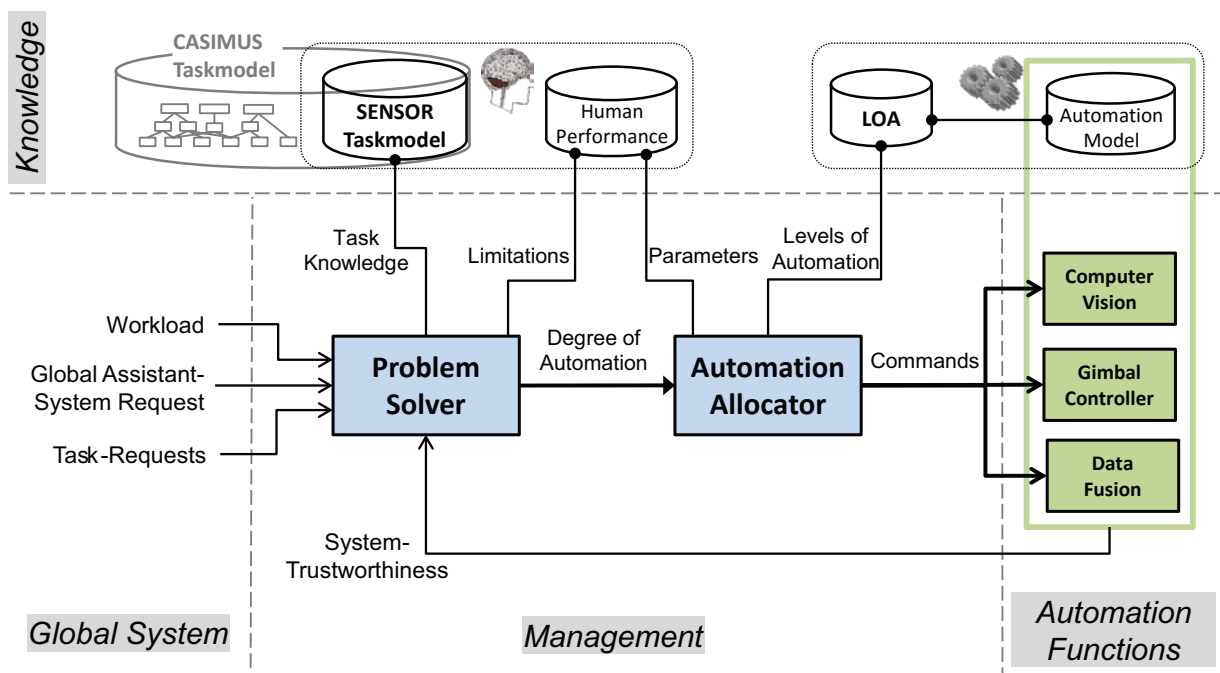 Knowledge
CASIMUS
Taskmodel
SENSOR
Taskmodel
Human
Performance
LOA
Automation
Model
Task
Knowledge
Limitations
Parameters
Levels of
Automation
Workload
Global Assistant-
System Request
Task-Requests
Problem
Solver
Degree of
Automation
Automation
Allocator
Commands
Computer
Vision
Gimbal
Controller
Data
Fusion
System-
Trustworthiness
Global System
Management
Automation
Functions